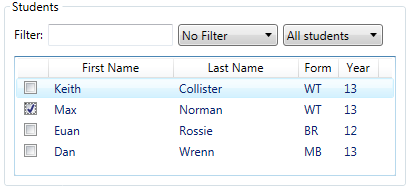 Students
Filter: No Filter All students
First Name Last Name Form Year
Keith Collister WT 13
Max Norman WT 13
Euan Rossie BR 12
Dan Wrenn MB 13